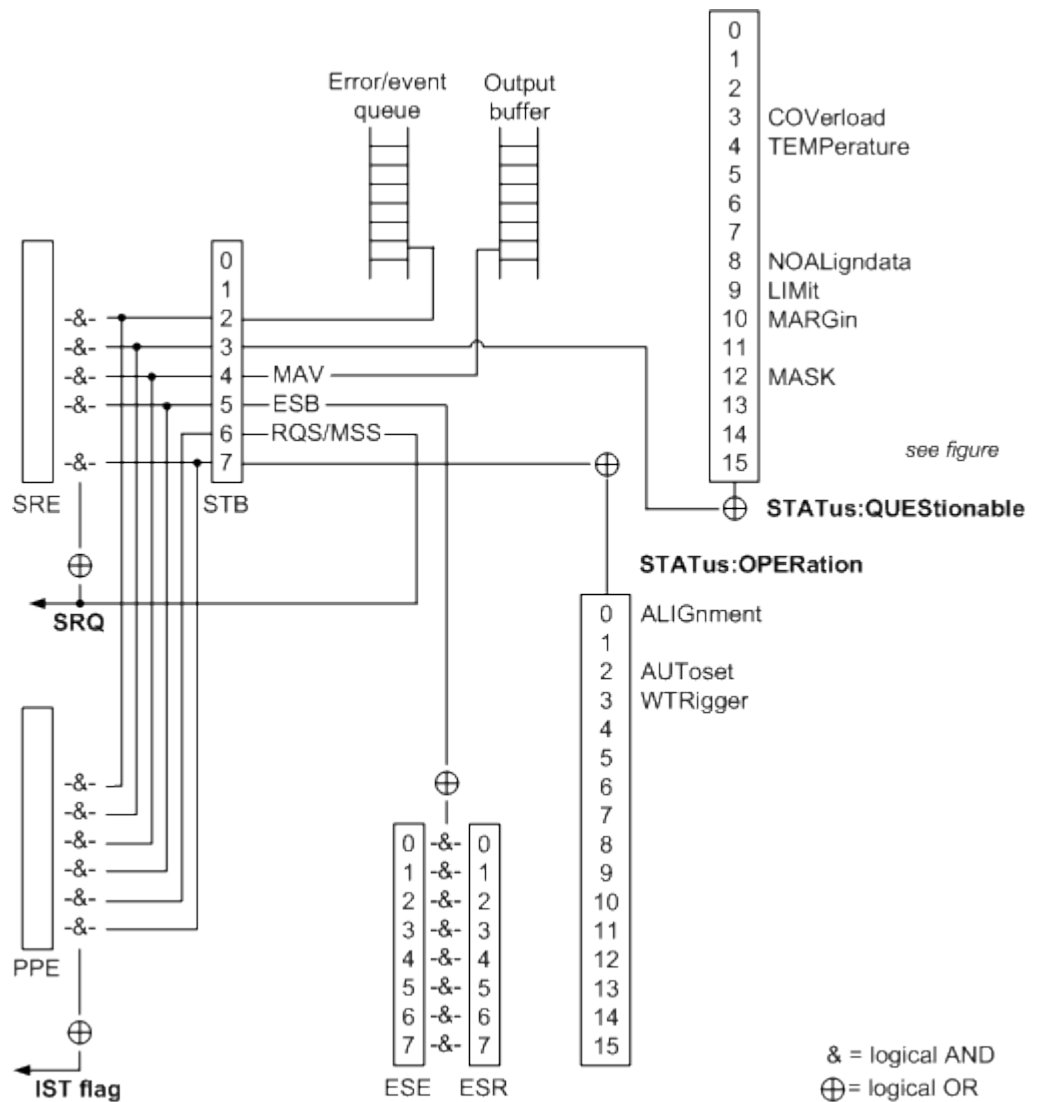 Error/event
queue
Output
buffer
0
1
2
3 COVerload
4 TEMPerature
5
6
7
8 NOALigndata
9 LIMit
10 MARGin
11
12 MASK
13
14
15
see figure
STATus:QUEStionable
0
1
-&- 2
-&- 3
-&- 4 MAV
-&- 5 ESB
6 RQS/MSS
-&- 7
SRE
STB
SRQ
STATus:OPERation
0 ALIGnment
1
2 AUToset
3 WTRigger
4
5
6
7
8
9
10
11
12
13
14
15
-&-
-&-
-&-
-&-
-&-
-&-
PPE
IST flag
0 -&- 0
1 -&- 1
2 -&- 2
3 -&- 3
4 -&- 4
5 -&- 5
6 -&- 6
7 -&- 7
ESE
ESR
& = logical AND
= logical OR